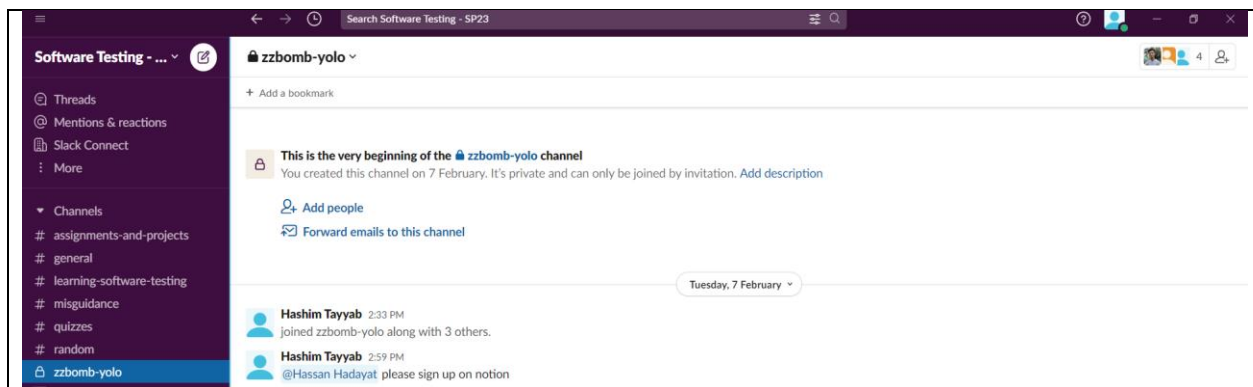 Search Software Testing - SP23
Software Testing - ...
zzbomb-yolo
4
+ Add a bookmark
Threads
@ Mentions & reactions
Slack Connect
More
This is the very beginning of the zzbomb-yolo channel
You created this channel on 7 February. It's private and can only be joined by invitation. Add description
Add people
Forward emails to this channel
Channels
# assignments-and-projects
# general
# learning-software-testing
# misguidance
# quizzes
# random
zzbomb-yolo
Tuesday, 7 February
Hashim Tayyab 2:33 PM
joined zzbomb-yolo along with 3 others.
Hashim Tayyab 2:59 PM
@Hassan Hadayat please sign up on notion